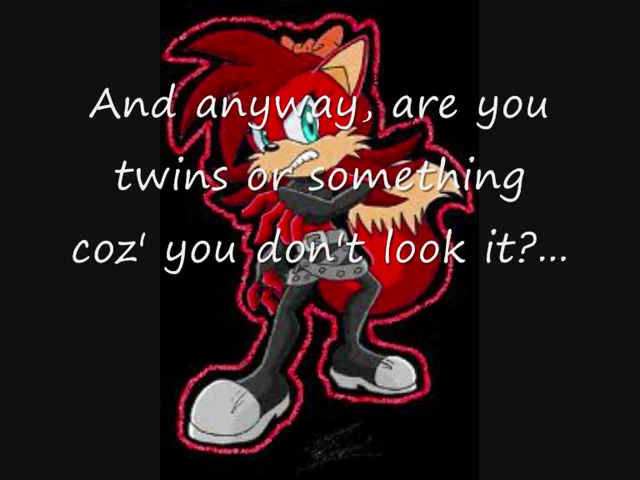 And anyway, are you
twins or something
coz' you don't look it?...